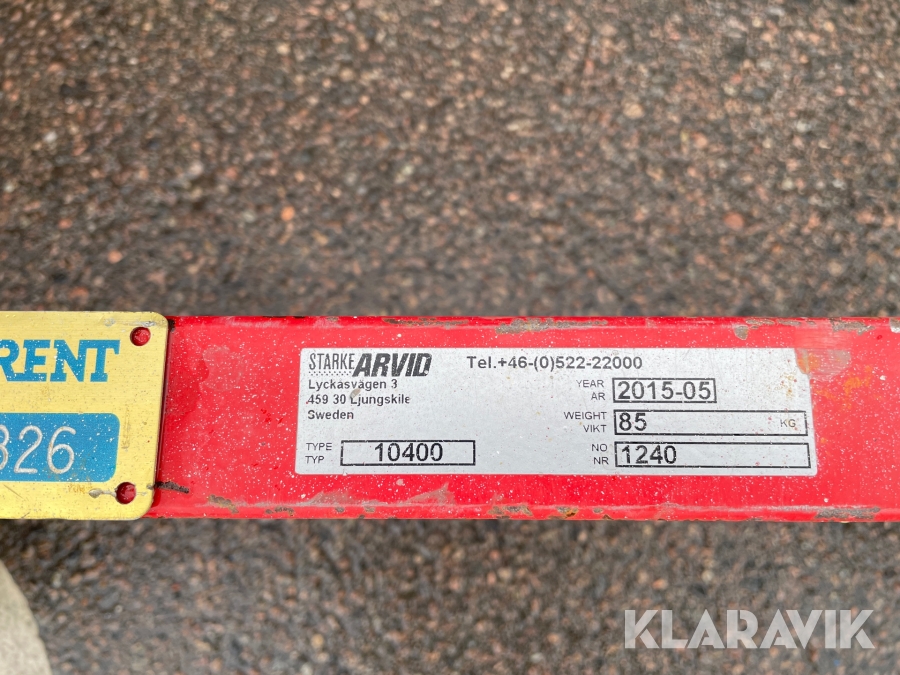 RENT
326
STARKE ARVID
Lyckåsvägen 3
459 30 Ljungskile
Sweden
Tel.+46-(0)522-22000
YEAR
ÅR
2015-05
WEIGHT
VIKT
85 KG
TYPE
TYP
10400
NO
NR
1240
KLARAVIK